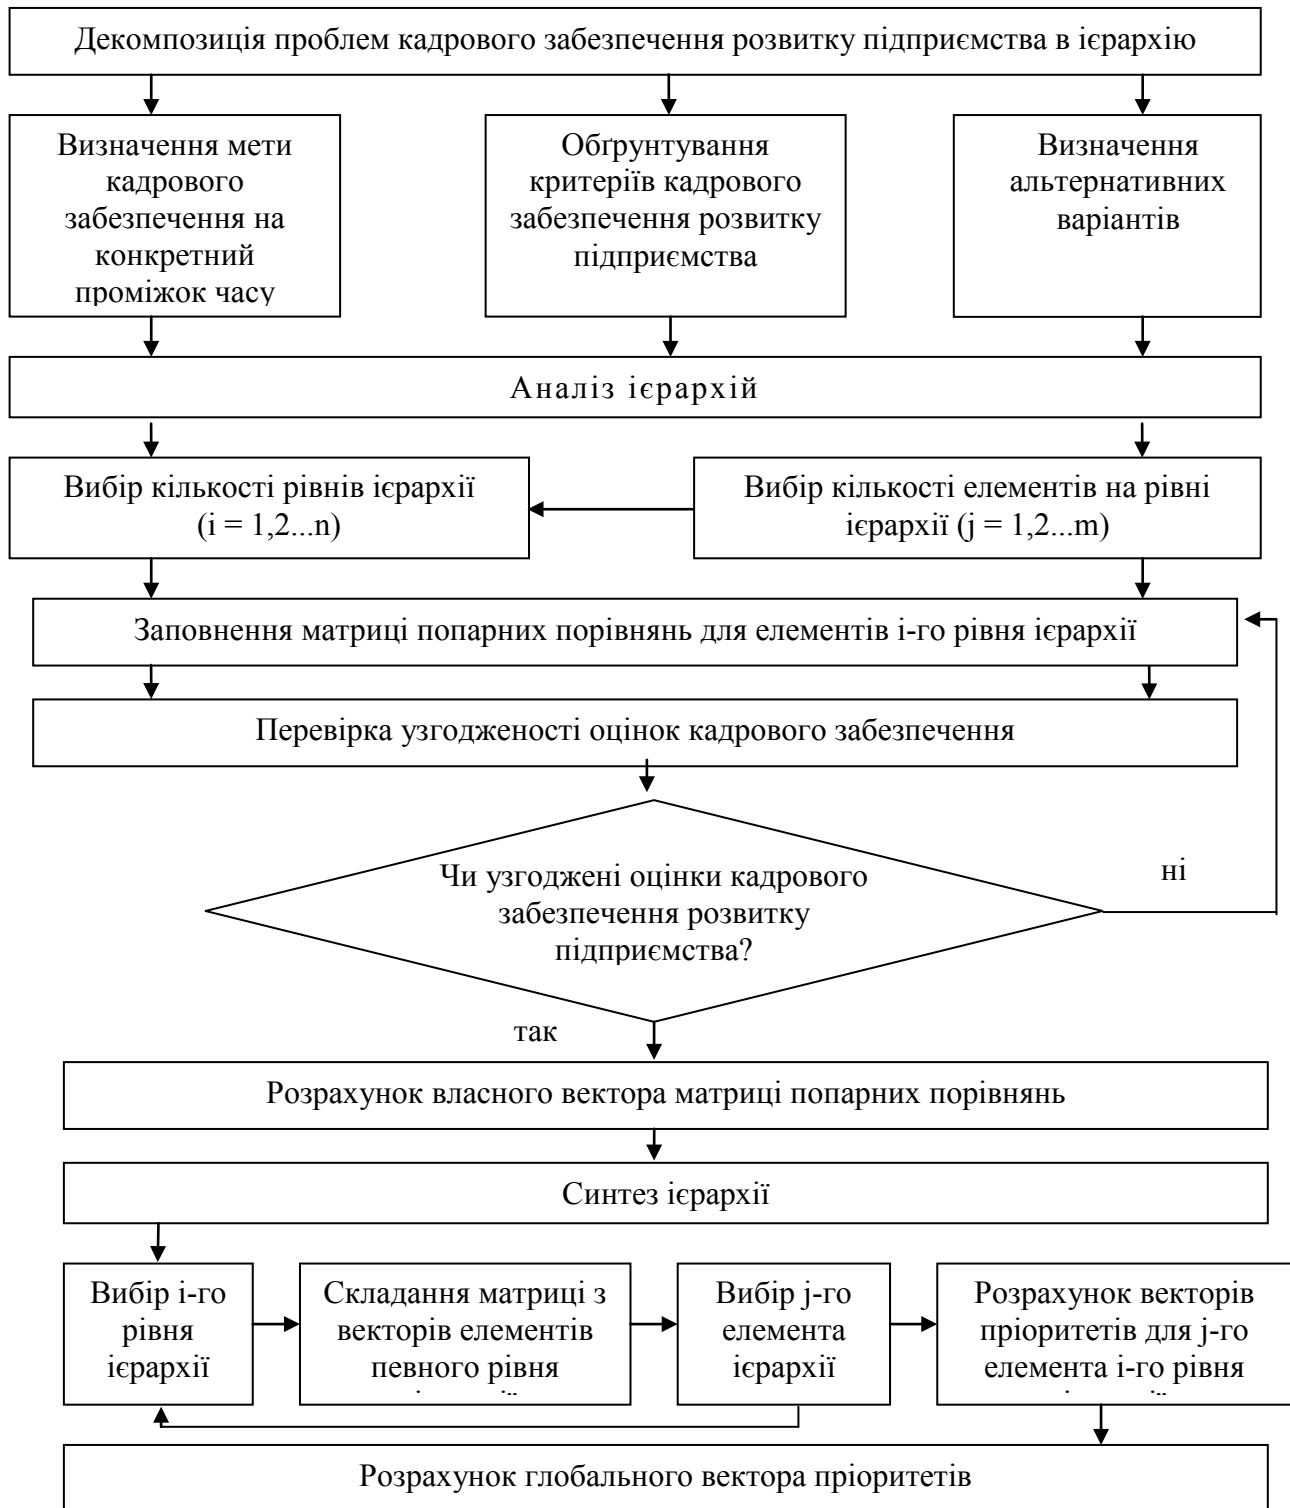 Декомпозиція проблем кадрового забезпечення розвитку підприємства в ієрархію
Визначення мети
кадрового
забезпечення на
конкретний
проміжок часу
Обґрунтування
критеріїв кадрового
забезпечення розвитку
підприємства
Визначення
альтернативних
варіантів
Аналіз ієрархій
Вибір кількості рівнів ієрархії
(i = 1,2...n)
Вибір кількості елементів на рівні
ієрархії (j = 1,2...m)
Заповнення матриці попарних порівнянь для елементів і-го рівня ієрархії
Перевірка узгодженості оцінок кадрового забезпечення
Чи узгоджені оцінки кадрового
забезпечення розвитку
підприємства?
ні
так
Розрахунок власного вектора матриці попарних порівнянь
Синтез ієрархії
Вибір і-го
рівня
ієрархії
Складання матриці з
векторів елементів
певного рівня
Вибір j-го
елемента
ієрархії
Розрахунок векторів
пріоритетів для j-го
елемента і-го рівня
Розрахунок глобального вектора пріоритетів